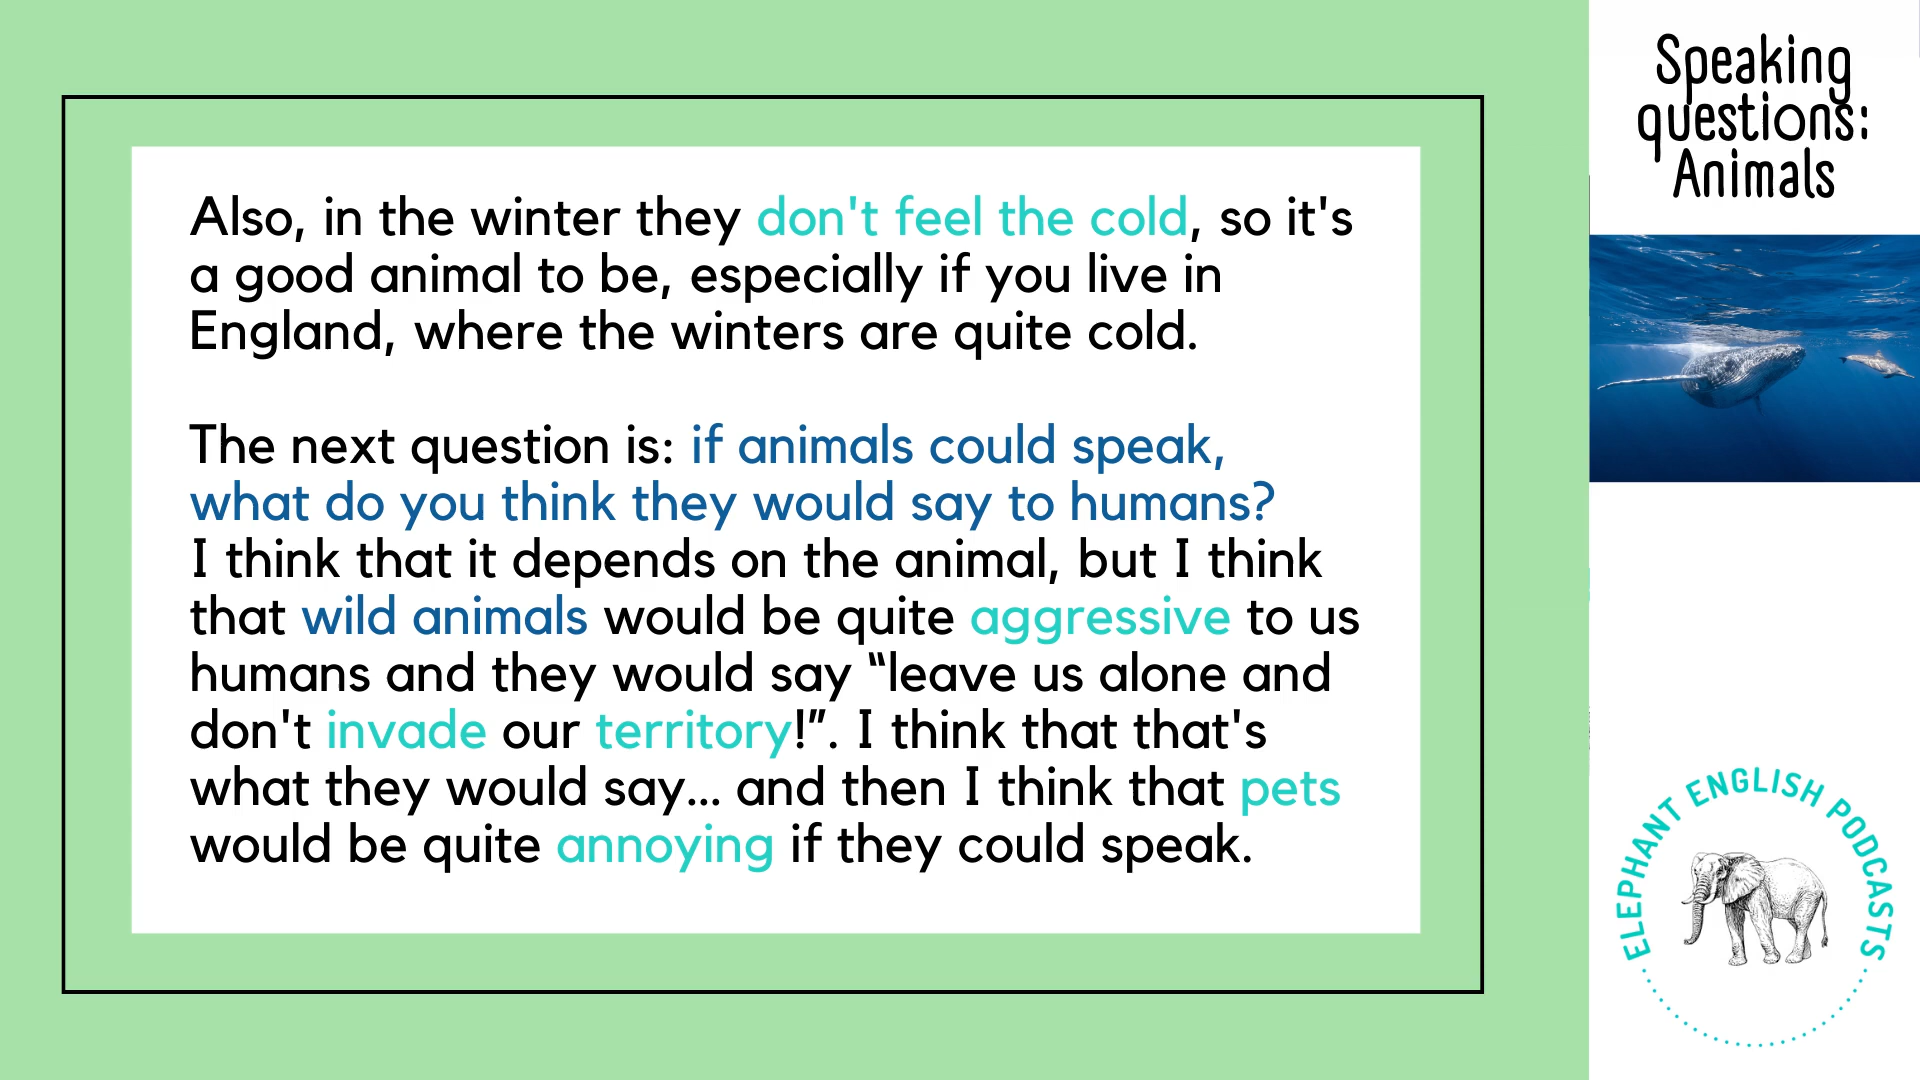 Also, in the winter they don't feel the cold, so it's
a good animal to be, especially if you live in
England, where the winters are quite cold.
The next question is: if animals could speak,
what do you think they would say to humans?
I think that it depends on the animal, but I think
that wild animals would be quite aggressive to us
humans and they would say “leave us alone and
don't invade our territory!”. I think that that's
what they would say... and then I think that pets
would be quite annoying if they could speak.
Speaking
questions:
Animals
ELEPHANT ENGLISH PODCASTS